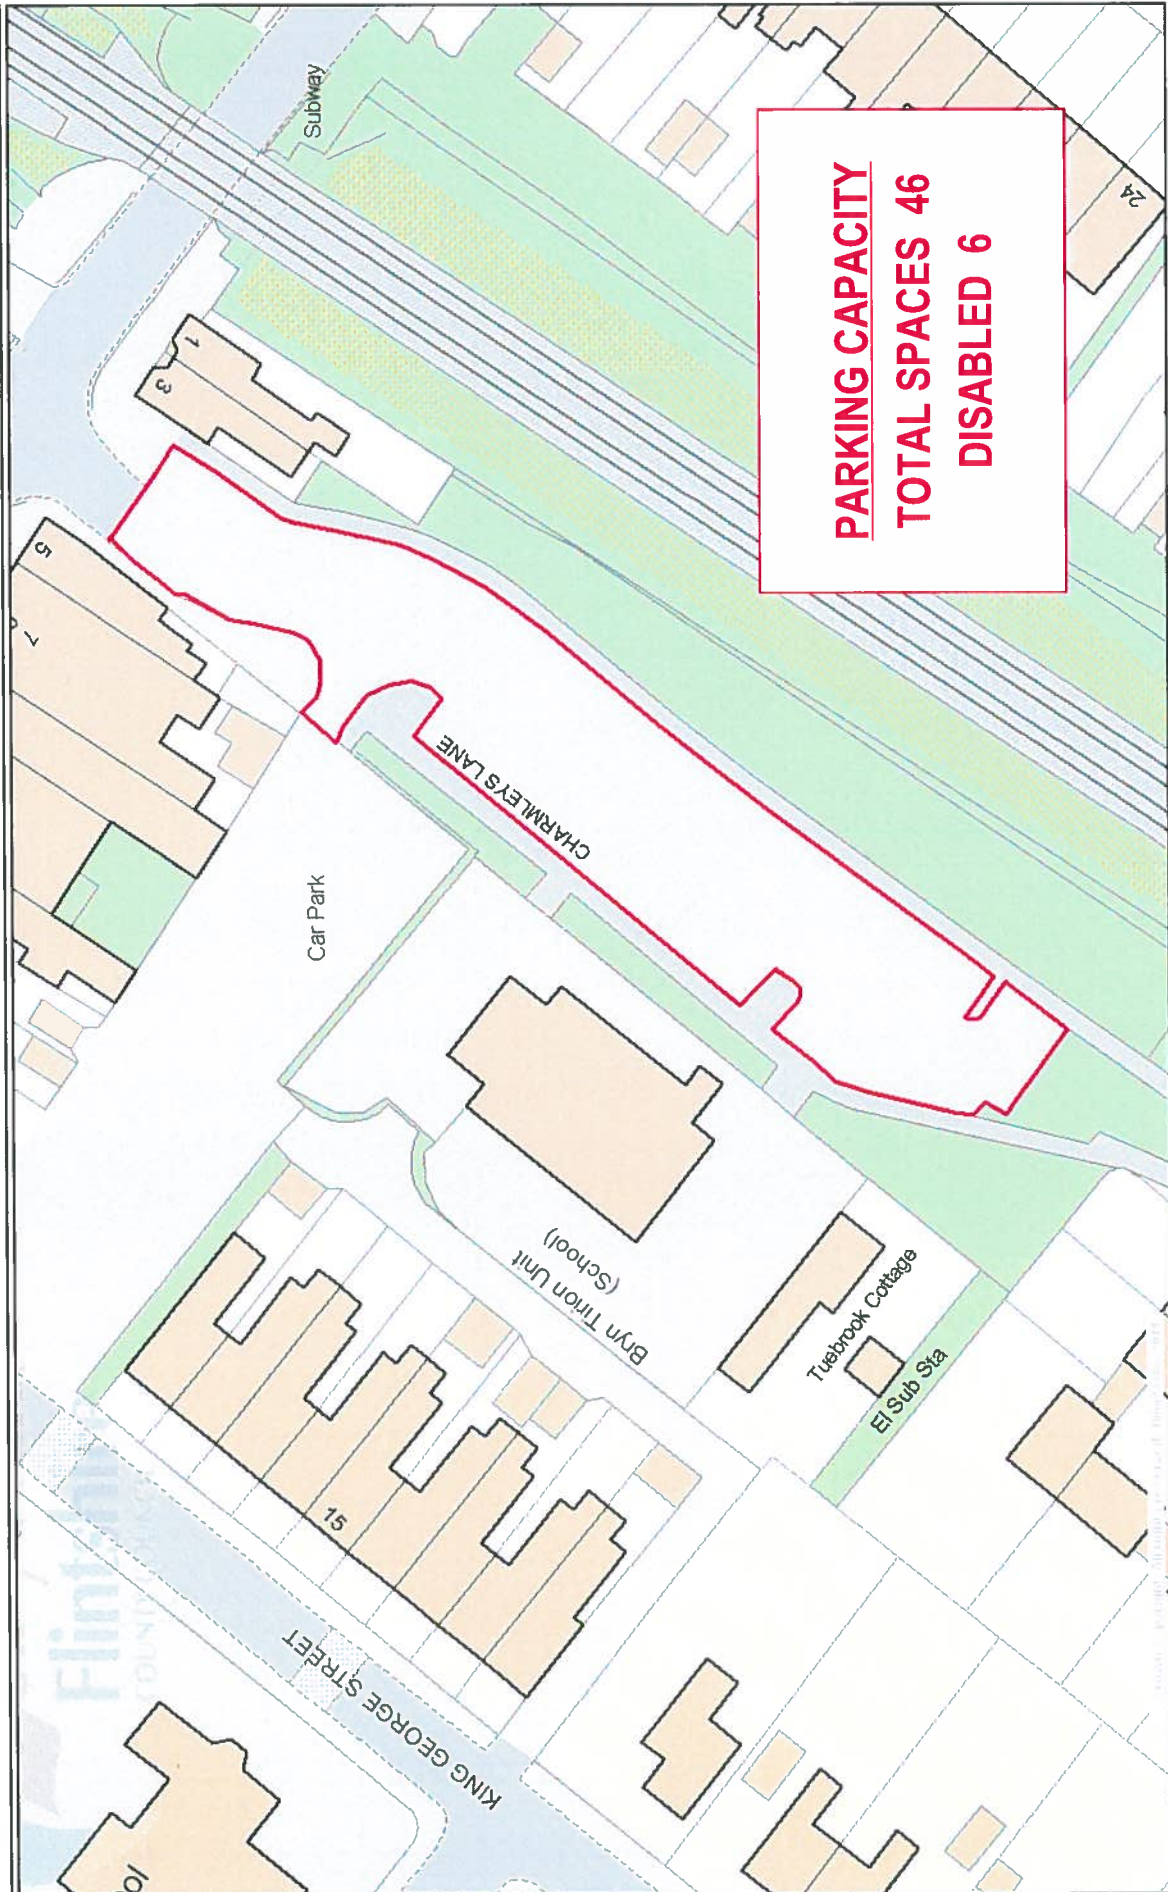 Subway
PARKING CAPACITY
TOTAL SPACES 46
DISABLED 6
24
1
3
5
7
CHARMLEYS LANE
Car Park
Bryn Tirion Unit
(School)
Tuebrook Cottage
El Sub Sta
15
KING GEORGE STREET
Flintshire